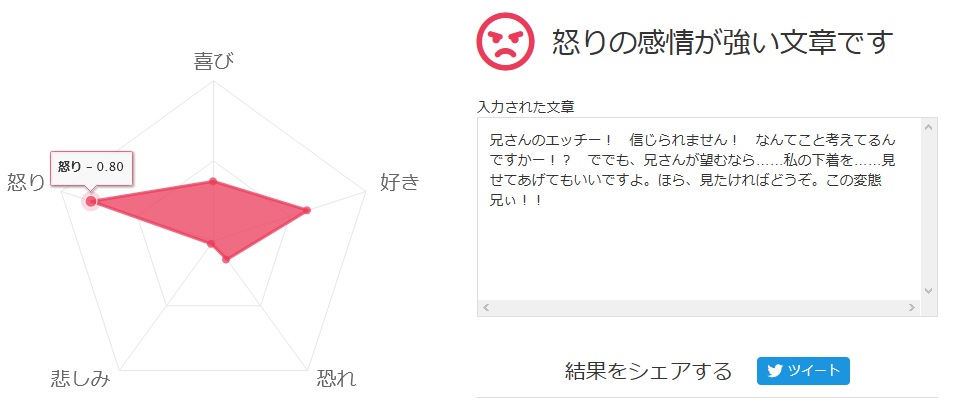 喜び
怒り
怒り – 0.80
好き
悲しみ
恐れ
怒りの感情が強い文章です
入力された文章
兄さんのエッチー！　信じられません！　なんてこと考えてるん
ですかー！？　ででも、兄さんが望むなら……私の下着を……見
せてあげてもいいですよ。ほら、見たければどうぞ。この変態
兄ぃ！！
結果をシェアする
ツイート